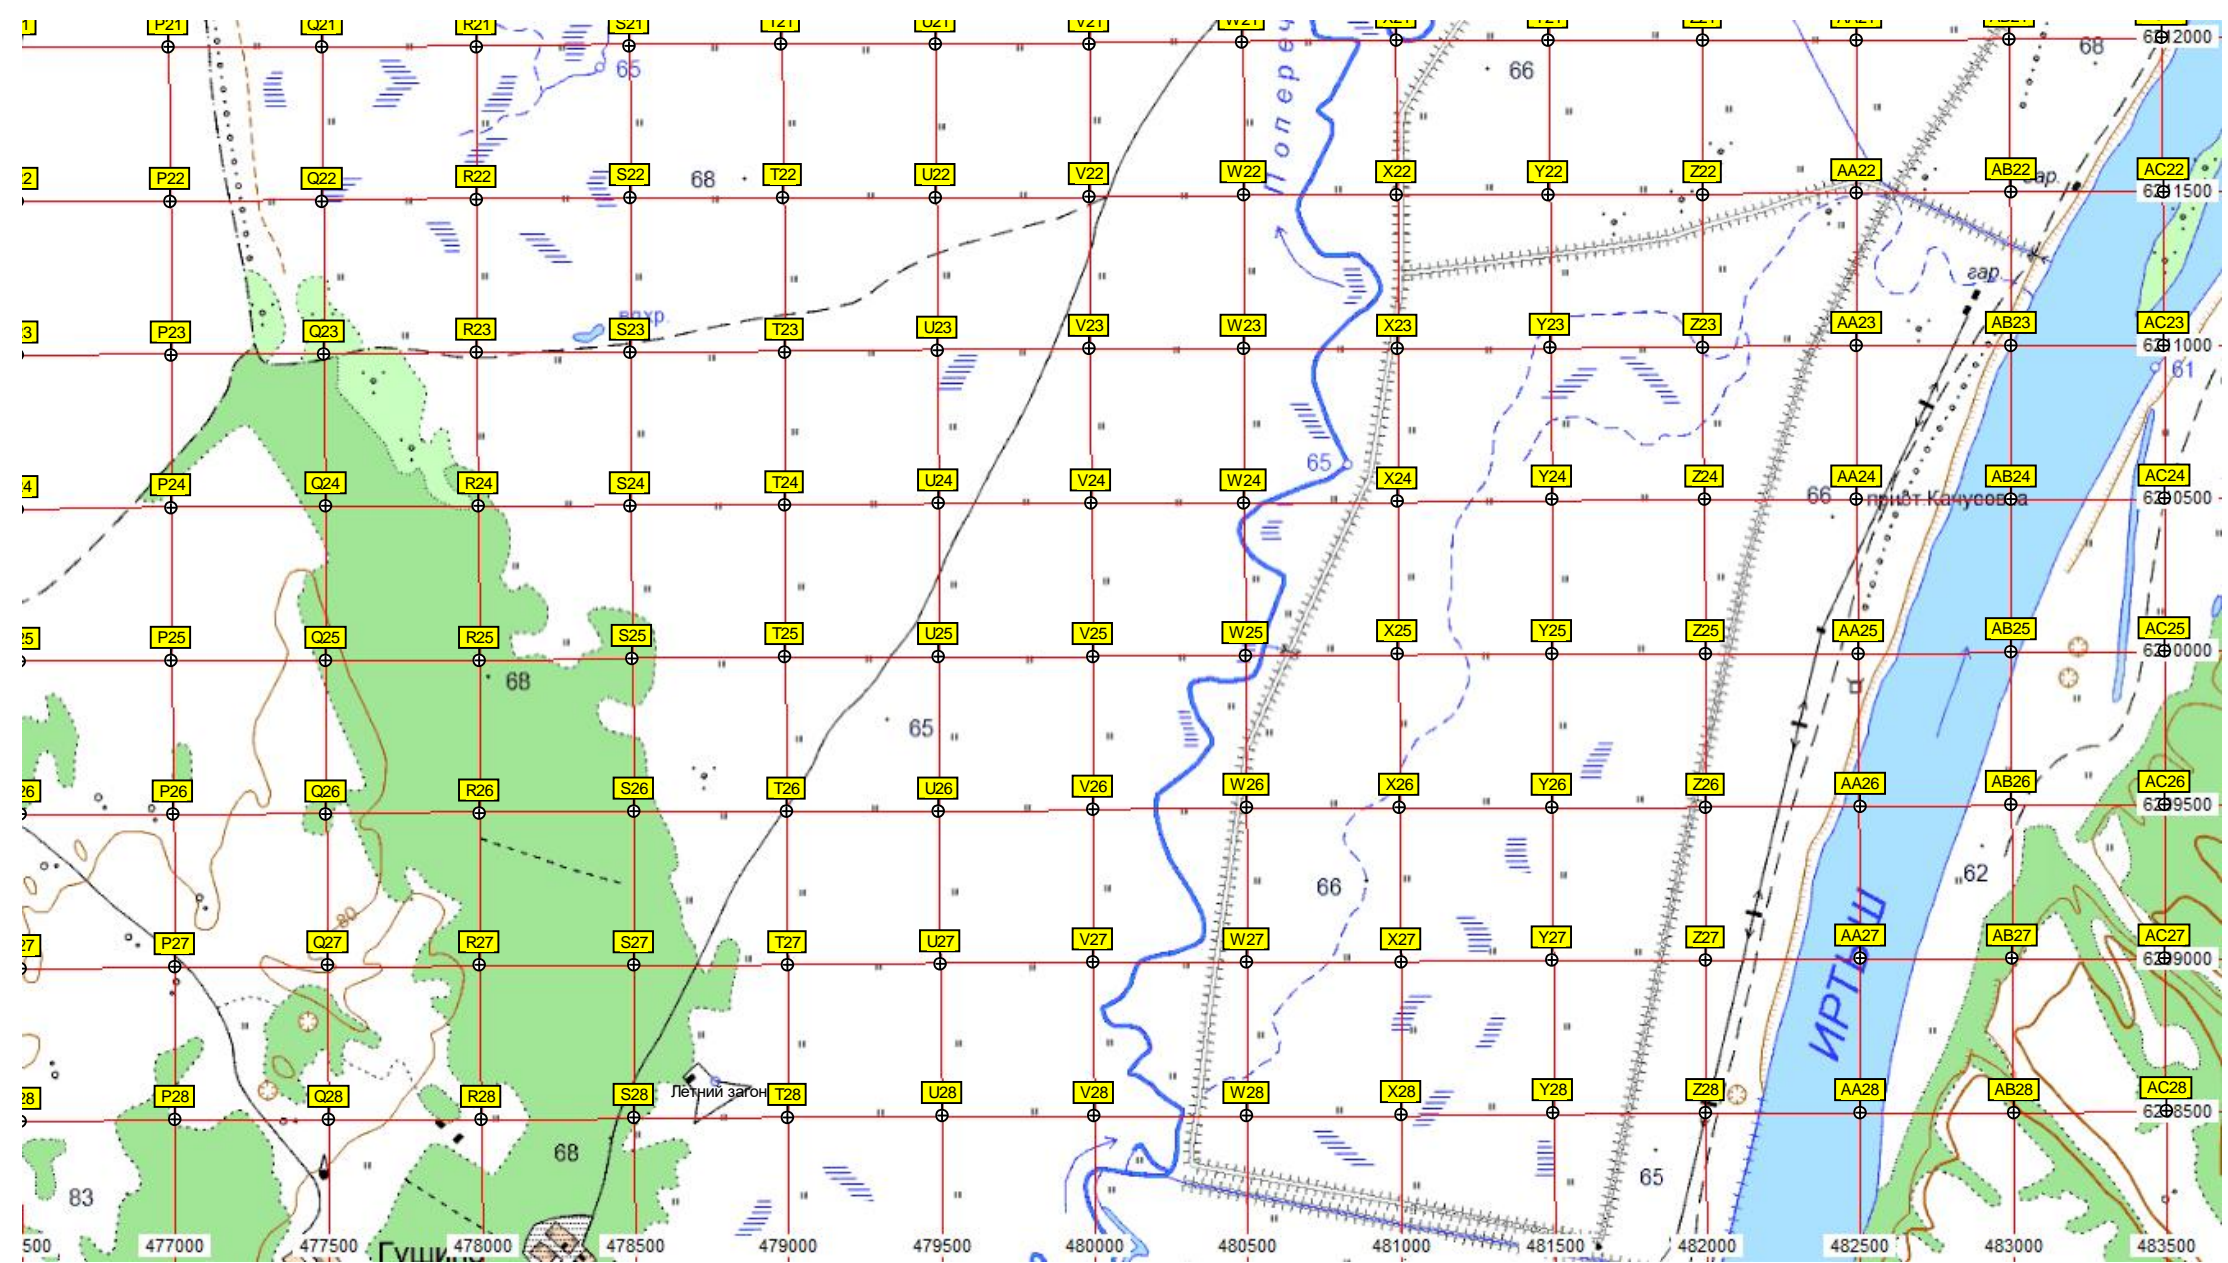 P21 Q21 R21 S21 T21 U21 V21 W21 X21 Y21 Z21 AA21 AB21
6212000
65 66 68
Попереч
P22 Q22 R22 S22 T22 U22 V22 W22 X22 Y22 Z22 AA22 AB22 AC22
68
6211500
гар.
P23 Q23 R23 S23 T23 U23 V23 W23 X23 Y23 Z23 AA23 AB23 AC23
6211000
61
65
P24 Q24 R24 S24 T24 U24 V24 W24 X24 Y24 Z24 AA24 AB24 AC24
66
P25 Q25 R25 S25 T25 U25 V25 W25 X25 Y25 Z25 AA25 AB25 AC25
68
65
P26 Q26 R26 S26 T26 U26 V26 W26 X26 Y26 Z26 AA26 AB26 AC26
66
62
80
P27 Q27 R27 S27 T27 U27 V27 W27 X27 Y27 Z27 AA27 AB27 AC27
ИРТЫШ
Летний загон
P28 Q28 R28 S28 T28 U28 V28 W28 X28 Y28 Z28 AA28 AB28 AC28
68
65
83
500 477000 477500 478000 478500 479000 479500 480000 480500 481000 481500 482000 482500 483000 483500